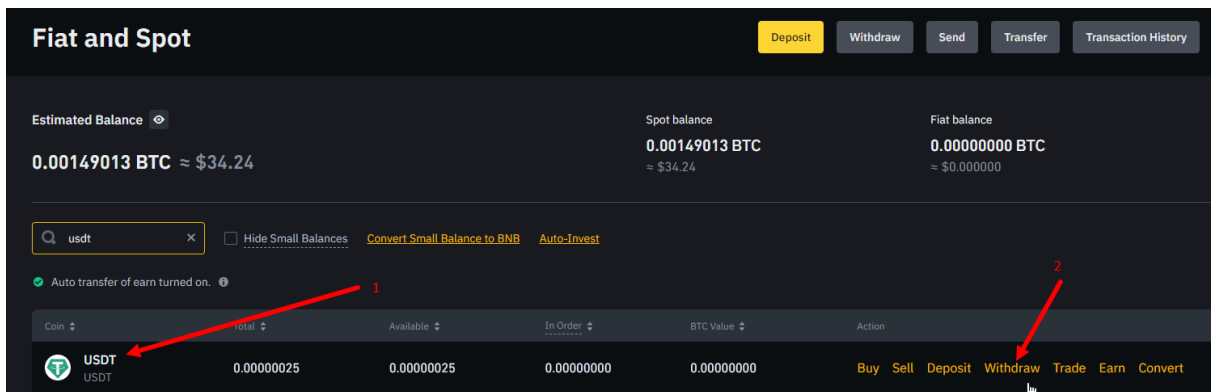 Fiat and Spot
Deposit Withdraw Send Transfer Transaction History
Estimated Balance
0.00149013 BTC ≈ $34.24
Spot balance
0.00149013 BTC
≈ $34.24
Fiat balance
0.00000000 BTC
≈ $0.000000
usdt × Hide Small Balances Convert Small Balance to BNB Auto-Invest
Auto transfer of earn turned on.
1
2
Coin Total Available In Order BTC Value Action
USDT 0.00000025 0.00000025 0.00000000 0.00000000 Buy Sell Deposit Withdraw Trade Earn Convert
USDT